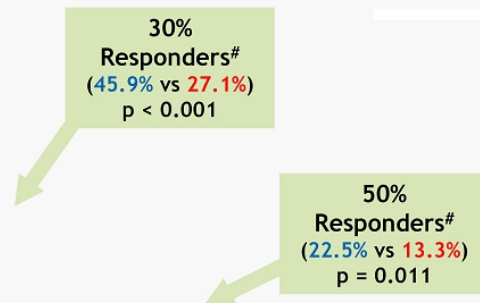 30%
Responders#
(45.9% vs 27.1%)
p < 0.001
50%
Responders#
(22.5% vs 13.3%)
p = 0.011